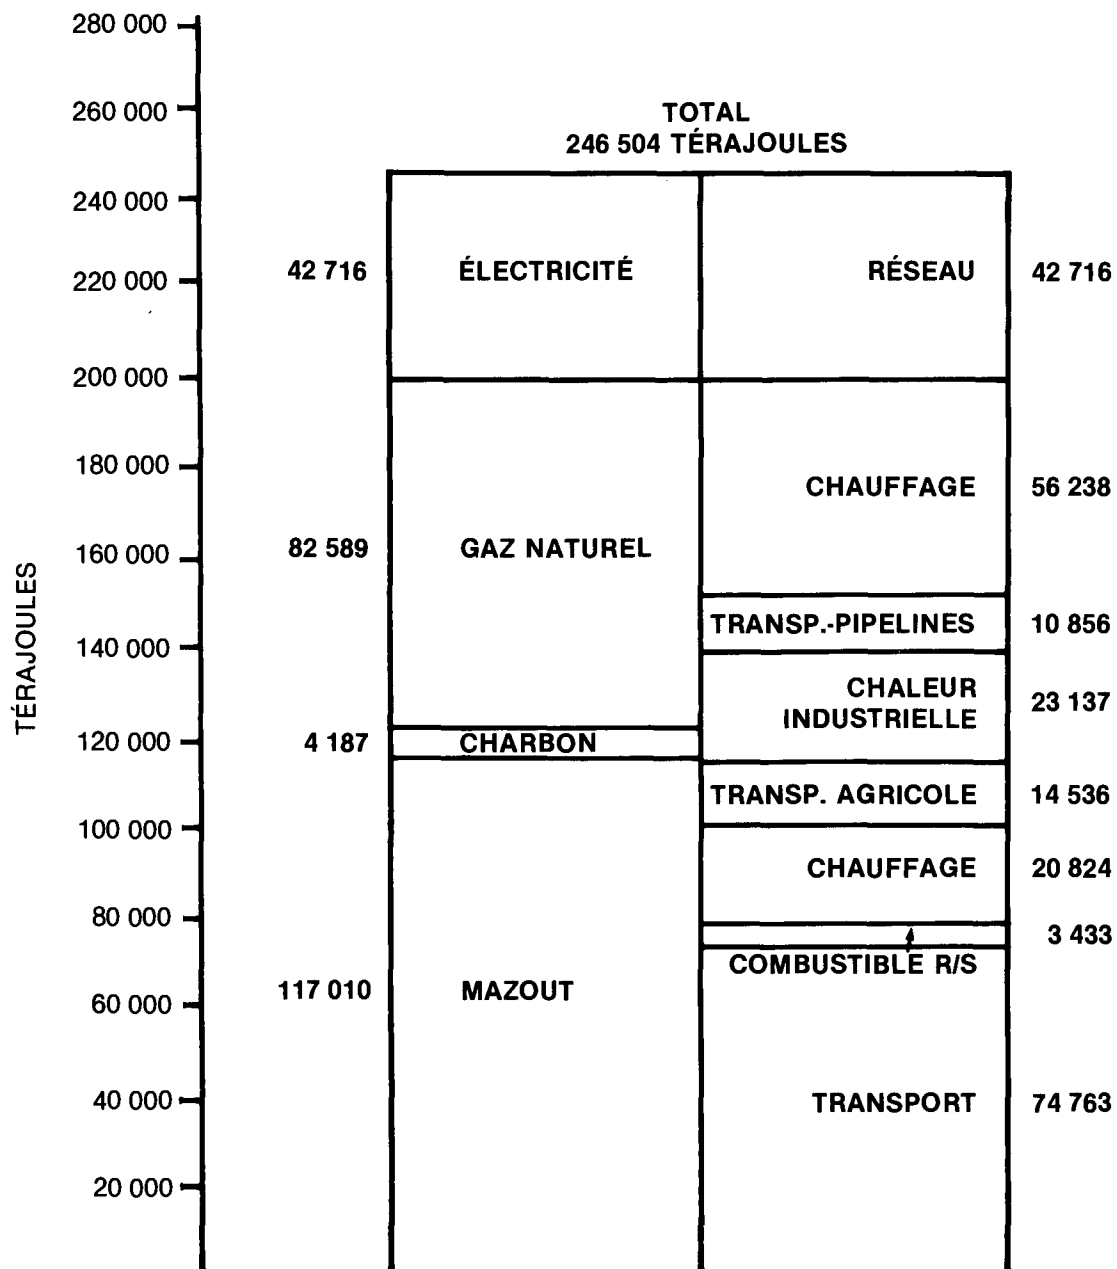 280 000
260 000
TOTAL
246 504 TÉRAJOULES
240 000
42 716 ÉLECTRICITÉ RÉSEAU 42 716
220 000
200 000
180 000
CHAUFFAGE 56 238
160 000
82 589 GAZ NATUREL
TRANSP.-PIPELINES 10 856
140 000
TÉRAJOULES
CHALEUR
INDUSTRIELLE 23 137
120 000
4 187 CHARBON
TRANSP. AGRICOLE 14 536
100 000
CHAUFFAGE 20 824
80 000
3 433
COMBUSTIBLE R/S
117 010 MAZOUT
60 000
40 000
TRANSPORT 74 763
20 000